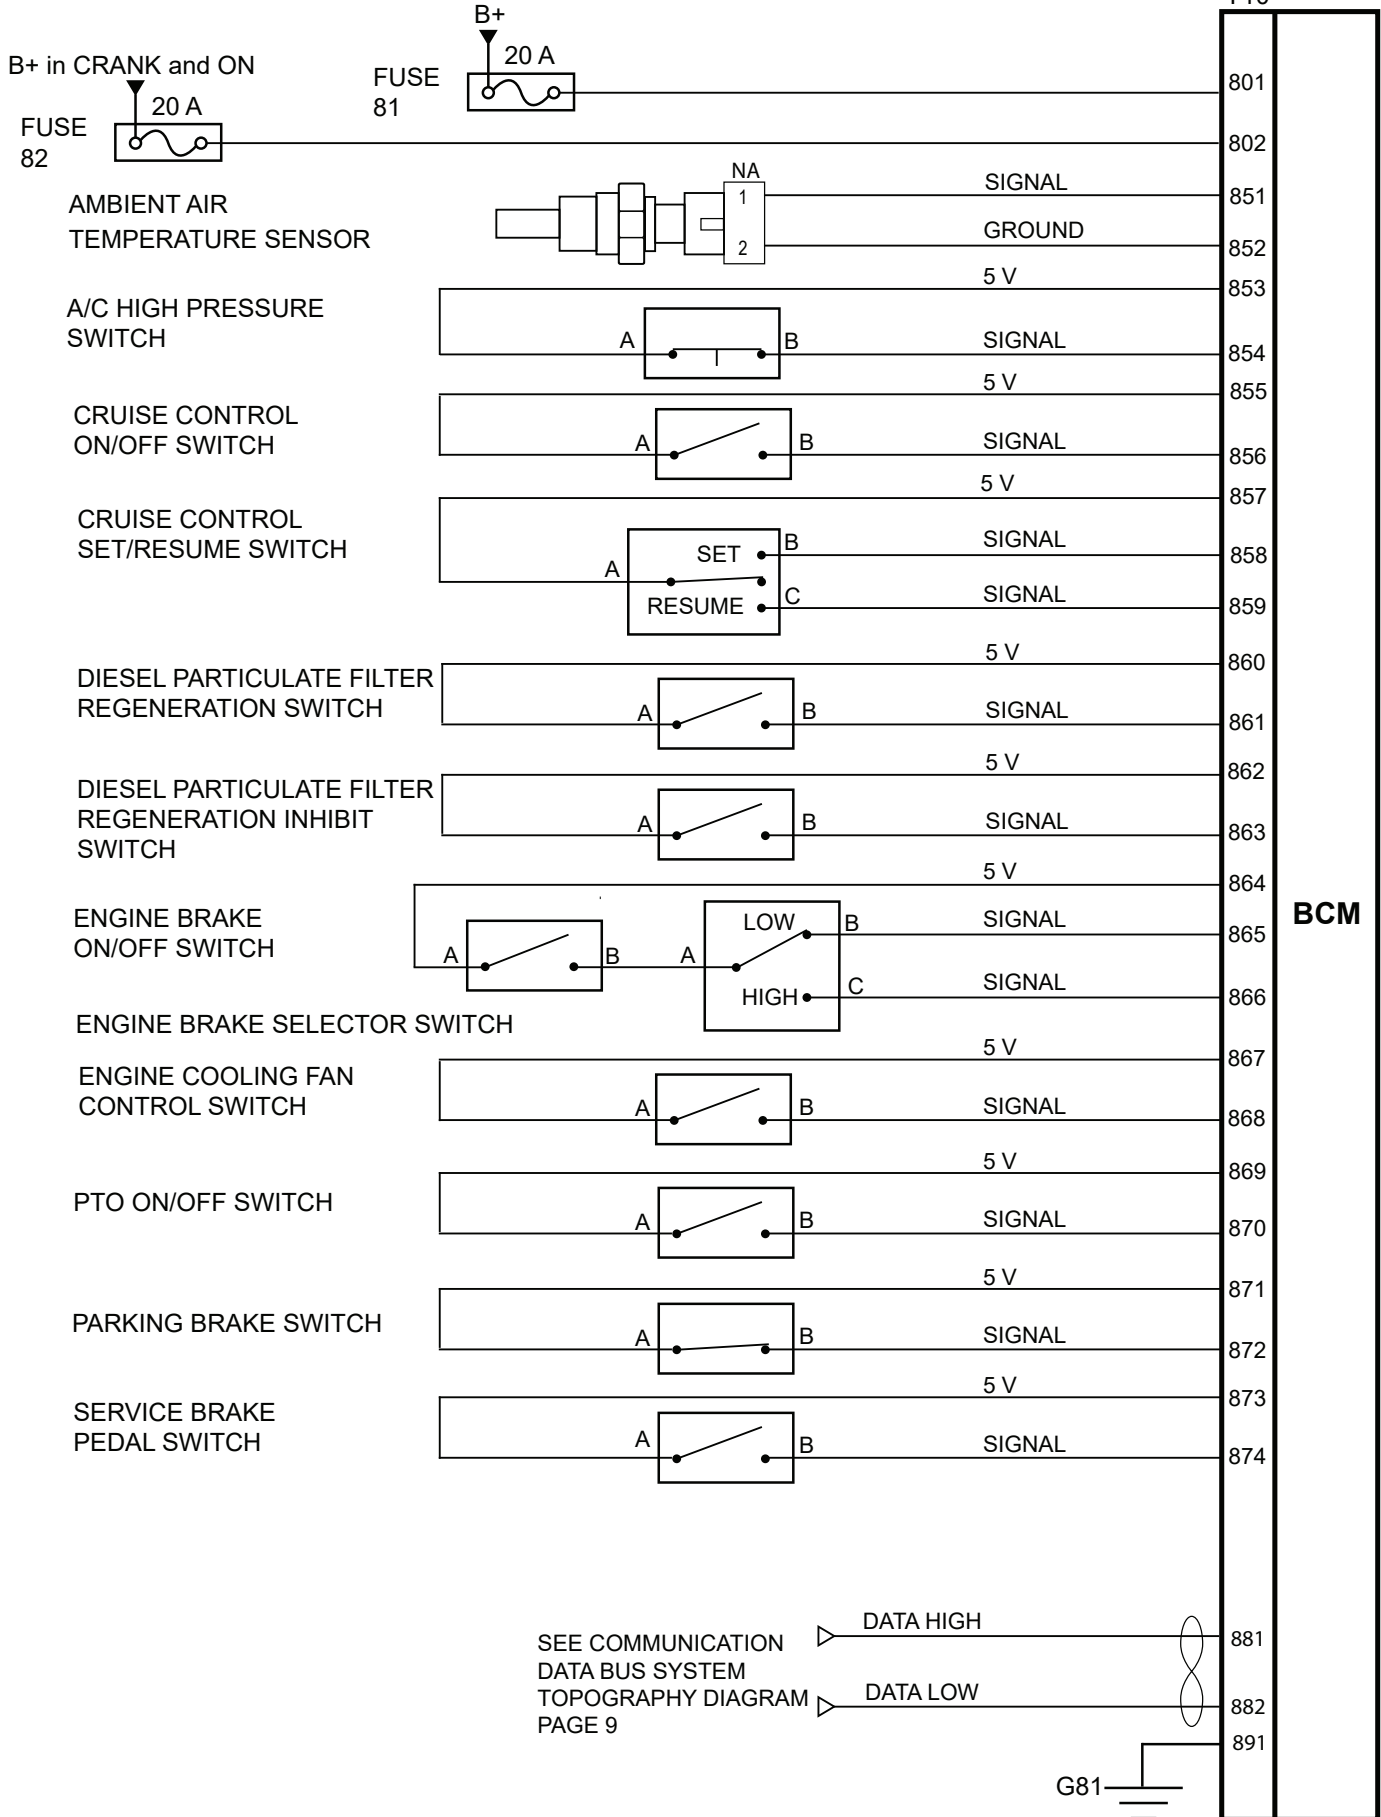 B+
B+ in CRANK and ON
20 A
FUSE
81
801
20 A
FUSE
82
802
AMBIENT AIR
TEMPERATURE SENSOR
NA
1
2
SIGNAL
851
GROUND
852
5 V
853
A/C HIGH PRESSURE
SWITCH
A
B
SIGNAL
854
5 V
855
CRUISE CONTROL
ON/OFF SWITCH
A
B
SIGNAL
856
5 V
857
CRUISE CONTROL
SET/RESUME SWITCH
A
SET
B
SIGNAL
858
RESUME
C
SIGNAL
859
5 V
860
DIESEL PARTICULATE FILTER
REGENERATION SWITCH
A
B
SIGNAL
861
5 V
862
DIESEL PARTICULATE FILTER
REGENERATION INHIBIT
SWITCH
A
B
SIGNAL
863
5 V
864
BCM
ENGINE BRAKE
ON/OFF SWITCH
A
B
A
LOW
B
SIGNAL
865
HIGH
C
SIGNAL
866
ENGINE BRAKE SELECTOR SWITCH
5 V
867
ENGINE COOLING FAN
CONTROL SWITCH
A
B
SIGNAL
868
5 V
869
PTO ON/OFF SWITCH
A
B
SIGNAL
870
5 V
871
PARKING BRAKE SWITCH
A
B
SIGNAL
872
5 V
873
SERVICE BRAKE
PEDAL SWITCH
A
B
SIGNAL
874
SEE COMMUNICATION
DATA BUS SYSTEM
TOPOGRAPHY DIAGRAM
PAGE 9
DATA HIGH
881
DATA LOW
882
891
G81